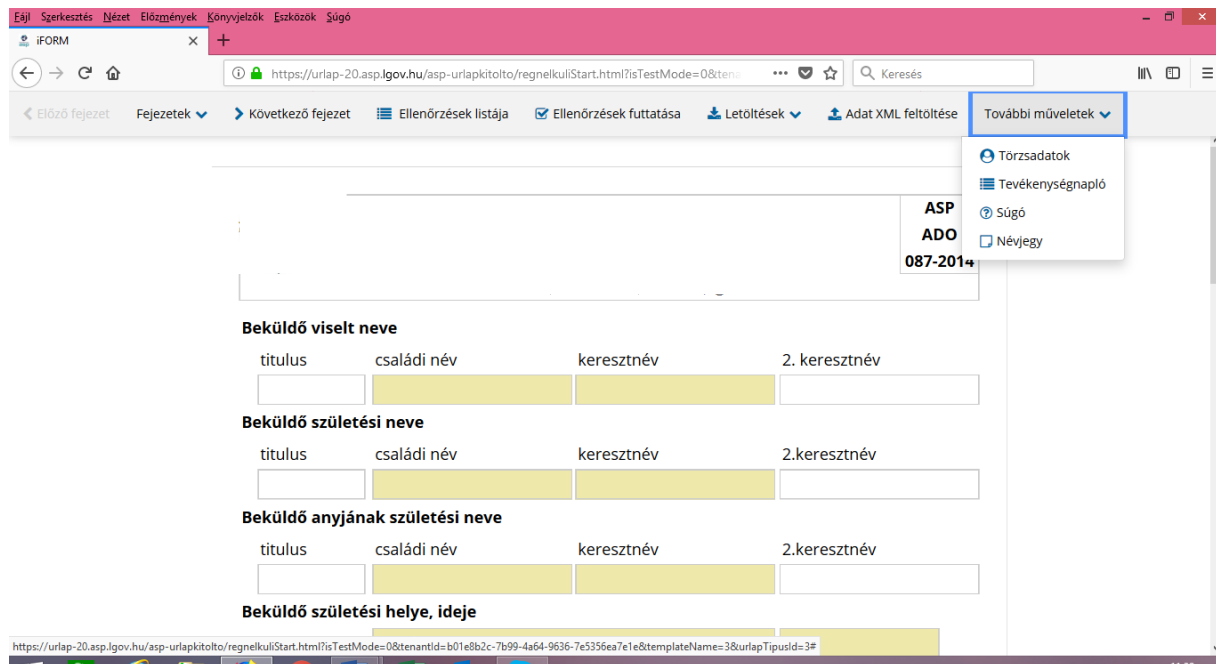 Fájl Szerkesztés Nézet Előzmények Könyvjelzők Eszközök Súgó
iFORM
https://urlap-20.asp.lgov.hu/asp-urlapkitolto/regnelkuliStart.html?isTestMode=0&tena
Keresés
Előző fejezet Fejezetek Következő fejezet Ellenőrzések listája Ellenőrzések futtatása Letöltések Adat XML feltöltése További műveletek
Törzsadatok
Tevékenységnapló
Súgó
Névjegy
ASP
ADO
087-2014
Beküldő viselt neve
titulus családi név keresztnév 2. keresztnév
Beküldő születési neve
titulus családi név keresztnév 2.keresztnév
Beküldő anyjának születési neve
titulus családi név keresztnév 2.keresztnév
Beküldő születési helye, ideje
https://urlap-20.asp.lgov.hu/asp-urlapkitolto/regnelkuliStart.html?isTestMode=0&tenantId=b01e8b2c-7b99-4a64-9636-7e5356ea7e1e&templateName=3&urlapTipusId=3#